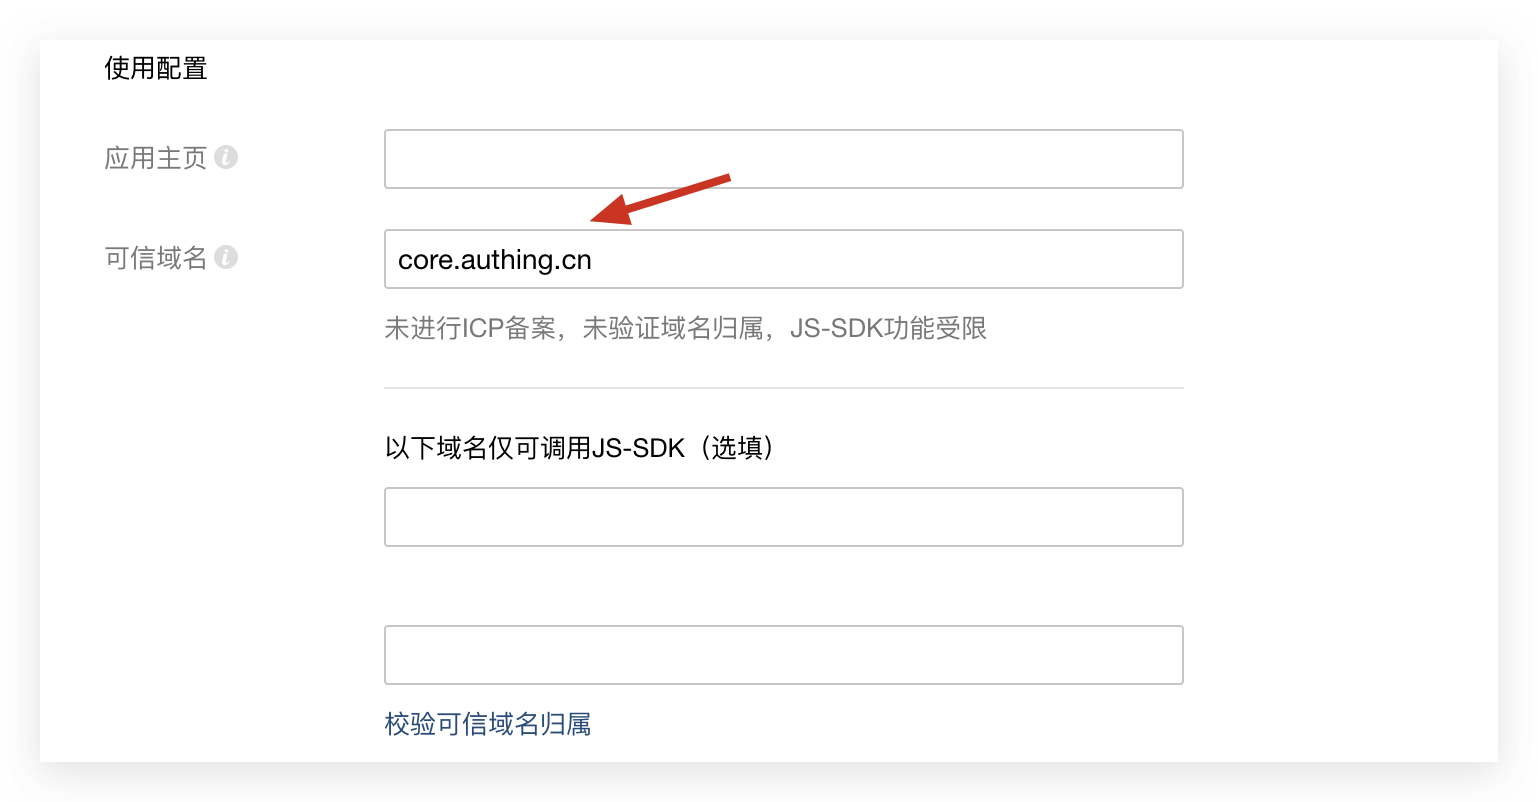 使用配置
应用主页
可信域名
core.authing.cn
未进行ICP备案，未验证域名归属，JS-SDK功能受限
以下域名仅可调用JS-SDK（选填）
校验可信域名归属